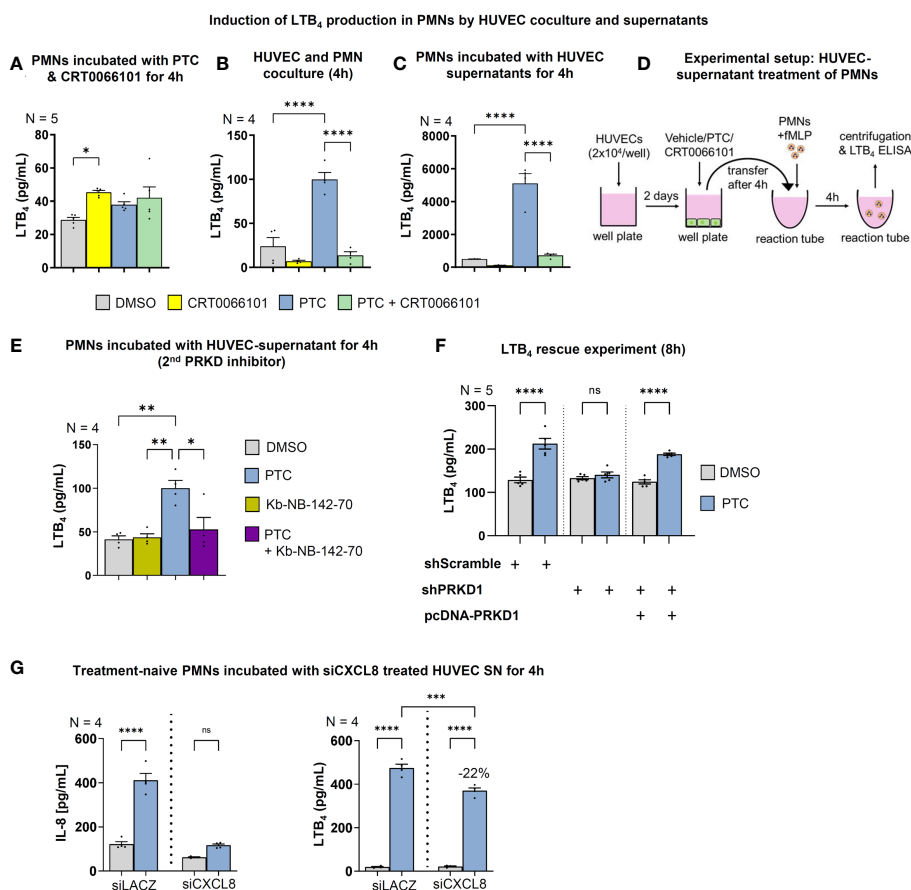 Induction of LTB4 production in PMNs by HUVEC coculture and supernatants
A
PMNs incubated with PTC
& CRT0066101 for 4h
N = 5
LTB4 (pg/mL)
80
60
40
20
0
*
B
HUVEC and PMN
coculture (4h)
N = 4
LTB4 (pg/mL)
150
100
50
0
****
****
C
PMNs incubated with HUVEC
supernatants for 4h
N = 4
LTB4 (pg/mL)
8000
6000
4000
2000
0
****
****
D
Experimental setup: HUVEC-
supernatant treatment of PMNs
HUVECs
(2x10⁴/well)
Vehicle/PTC/
CRT0066101
PMNs
+fMLP
centrifugation
& LTB4 ELISA
transfer
after 4h
2 days
4h
well plate
well plate
reaction tube
reaction tube
DMSO
CRT0066101
PTC
PTC + CRT0066101
E
PMNs incubated with HUVEC-supernatant for 4h
(2nd PRKD inhibitor)
N = 4
LTB4 (pg/mL)
150
100
50
0
**
**
*
DMSO
PTC
Kb-NB-142-70
PTC
+ Kb-NB-142-70
F
LTB4 rescue experiment (8h)
N = 5
LTB4 (pg/mL)
300
200
100
0
****
ns
****
DMSO
PTC
shScramble + +
shPRKD1 + + + +
pcDNA-PRKD1 + +
G
Treatment-naive PMNs incubated with siCXCL8 treated HUVEC SN for 4h
N = 4
IL-8 [pg/mL]
600
400
200
0
****
ns
siLACZ
siCXCL8
N = 4
LTB4 (pg/mL)
600
400
200
0
***
****
****
-22%
siLACZ
siCXCL8